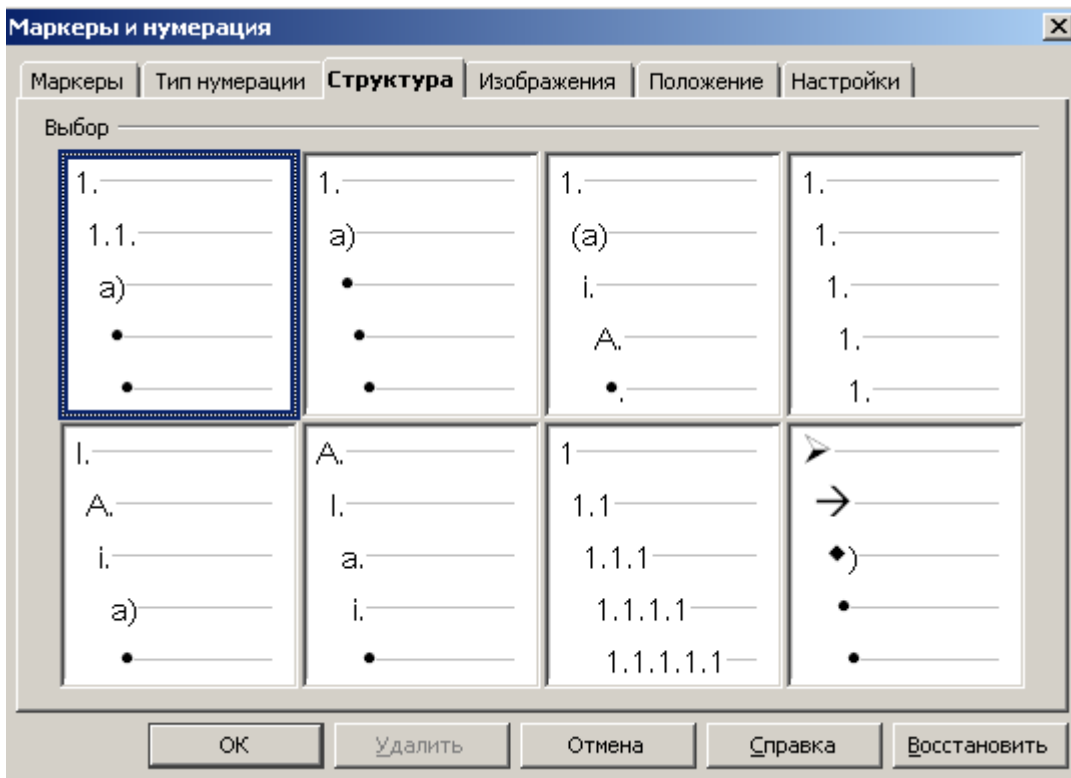 Маркеры и нумерация
Маркеры Тип нумерации Структура Изображения Положение Настройки
Выбор
1.
1.1.
a)
•
•
1.
a)
•
•
•
1.
(a)
i.
A.
•.
1.
1.
1.
1.
1.
I.
A.
i.
a)
•
A.
I.
a.
i.
•
1
1.1
1.1.1
1.1.1.1
1.1.1.1.1
➢
→
◆)
•
•
OK Удалить Отмена Справка Восстановить